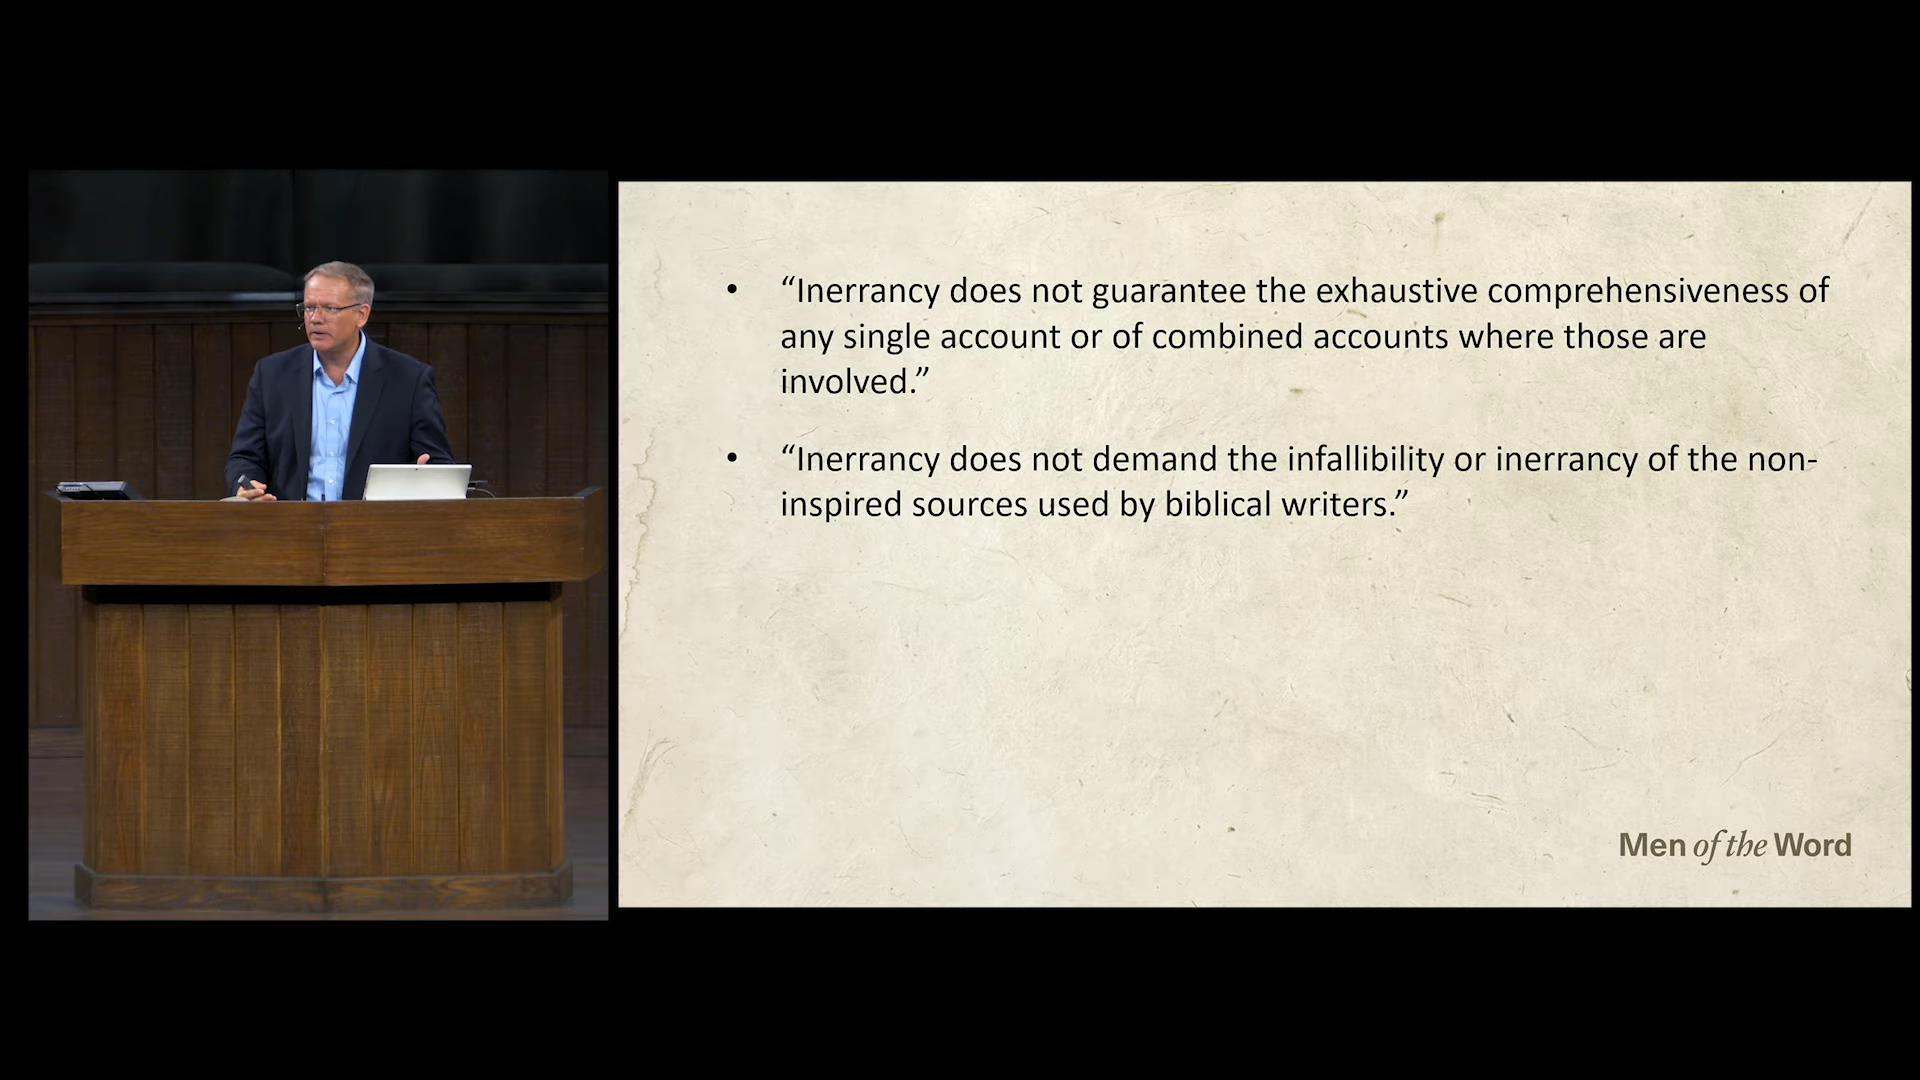 • “Inerrancy does not guarantee the exhaustive comprehensiveness of
any single account or of combined accounts where those are
involved.”
• “Inerrancy does not demand the infallibility or inerrancy of the non-
inspired sources used by biblical writers.”
Men of the Word